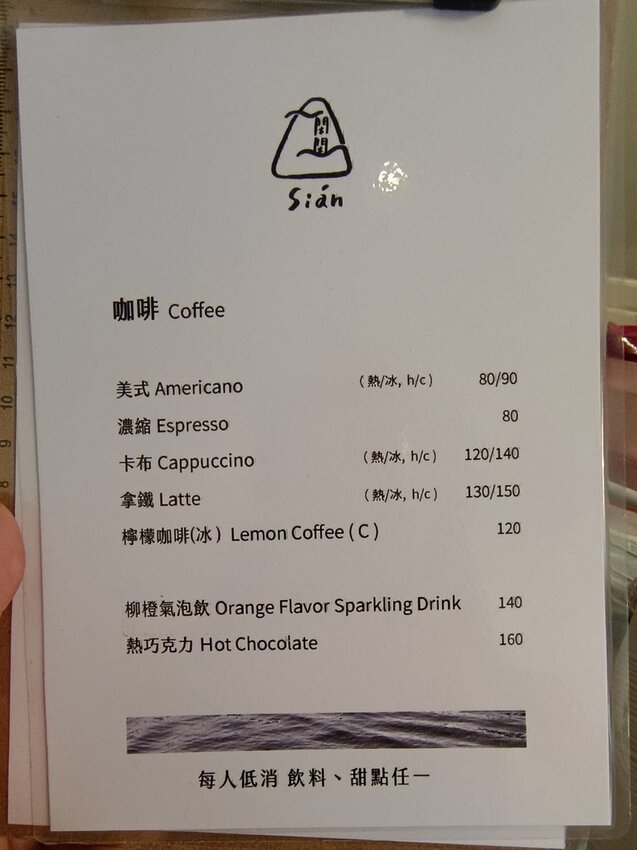 閑閑
Sián
咖啡 Coffee
美式 Americano (熱/冰, h/c) 80/90
濃縮 Espresso 80
卡布 Cappuccino (熱/冰, h/c) 120/140
拿鐵 Latte (熱/冰, h/c) 130/150
檸檬咖啡(冰) Lemon Coffee ( C ) 120
柳橙氣泡飲 Orange Flavor Sparkling Drink 140
熱巧克力 Hot Chocolate 160
每人低消 飲料、甜點任一